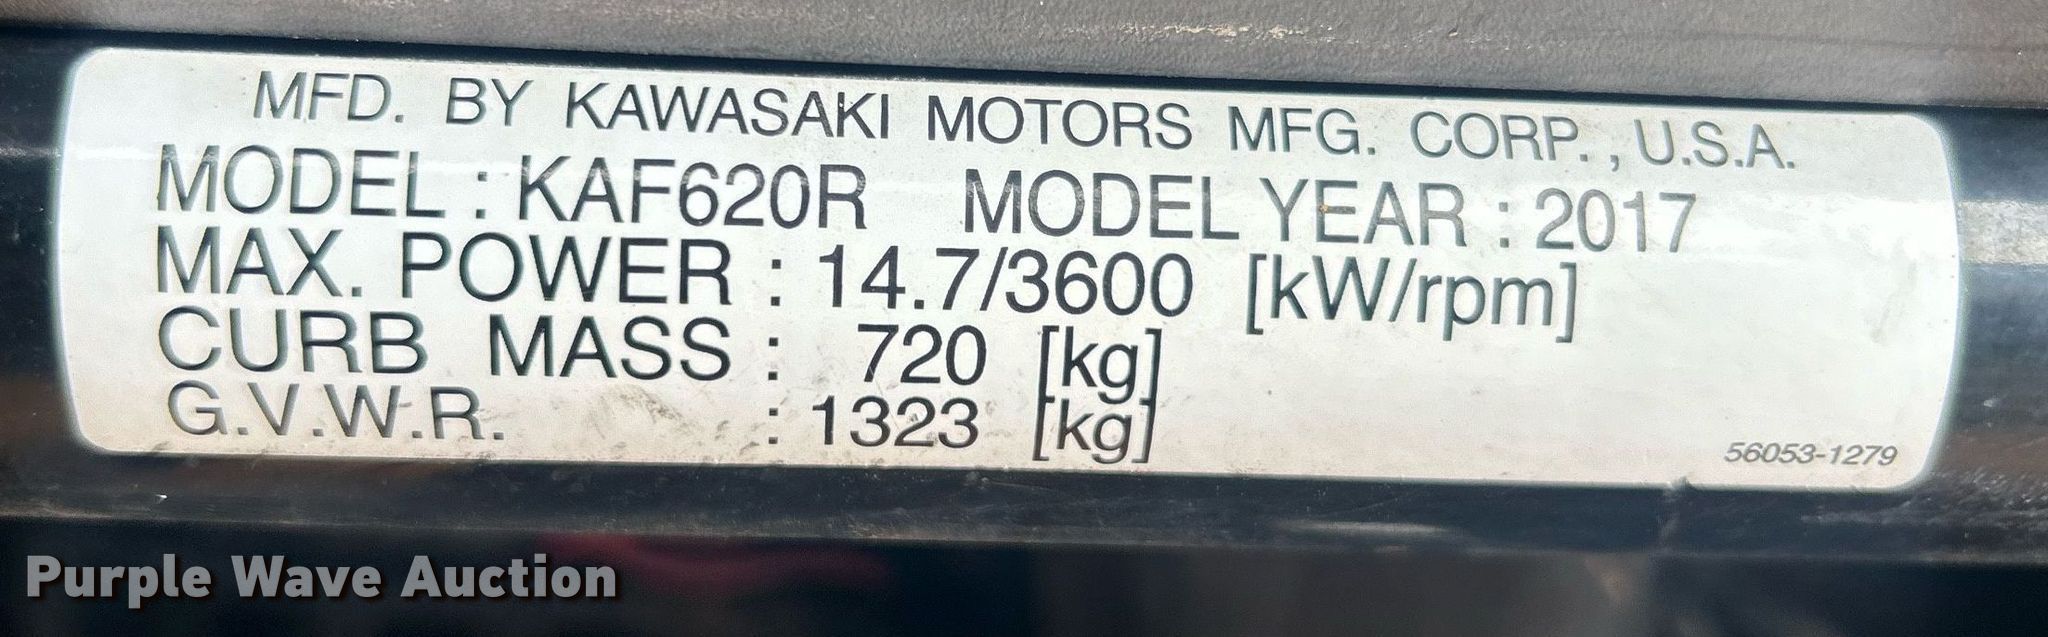 MFD. BY KAWASAKI MOTORS MFG. CORP., U.S.A.
MODEL : KAF620R MODEL YEAR : 2017
MAX. POWER : 14.7/3600 [kW/rpm]
CURB MASS : 720 [kg]
G.V.W.R. : 1323 [kg]
56053-1279
Purple Wave Auction